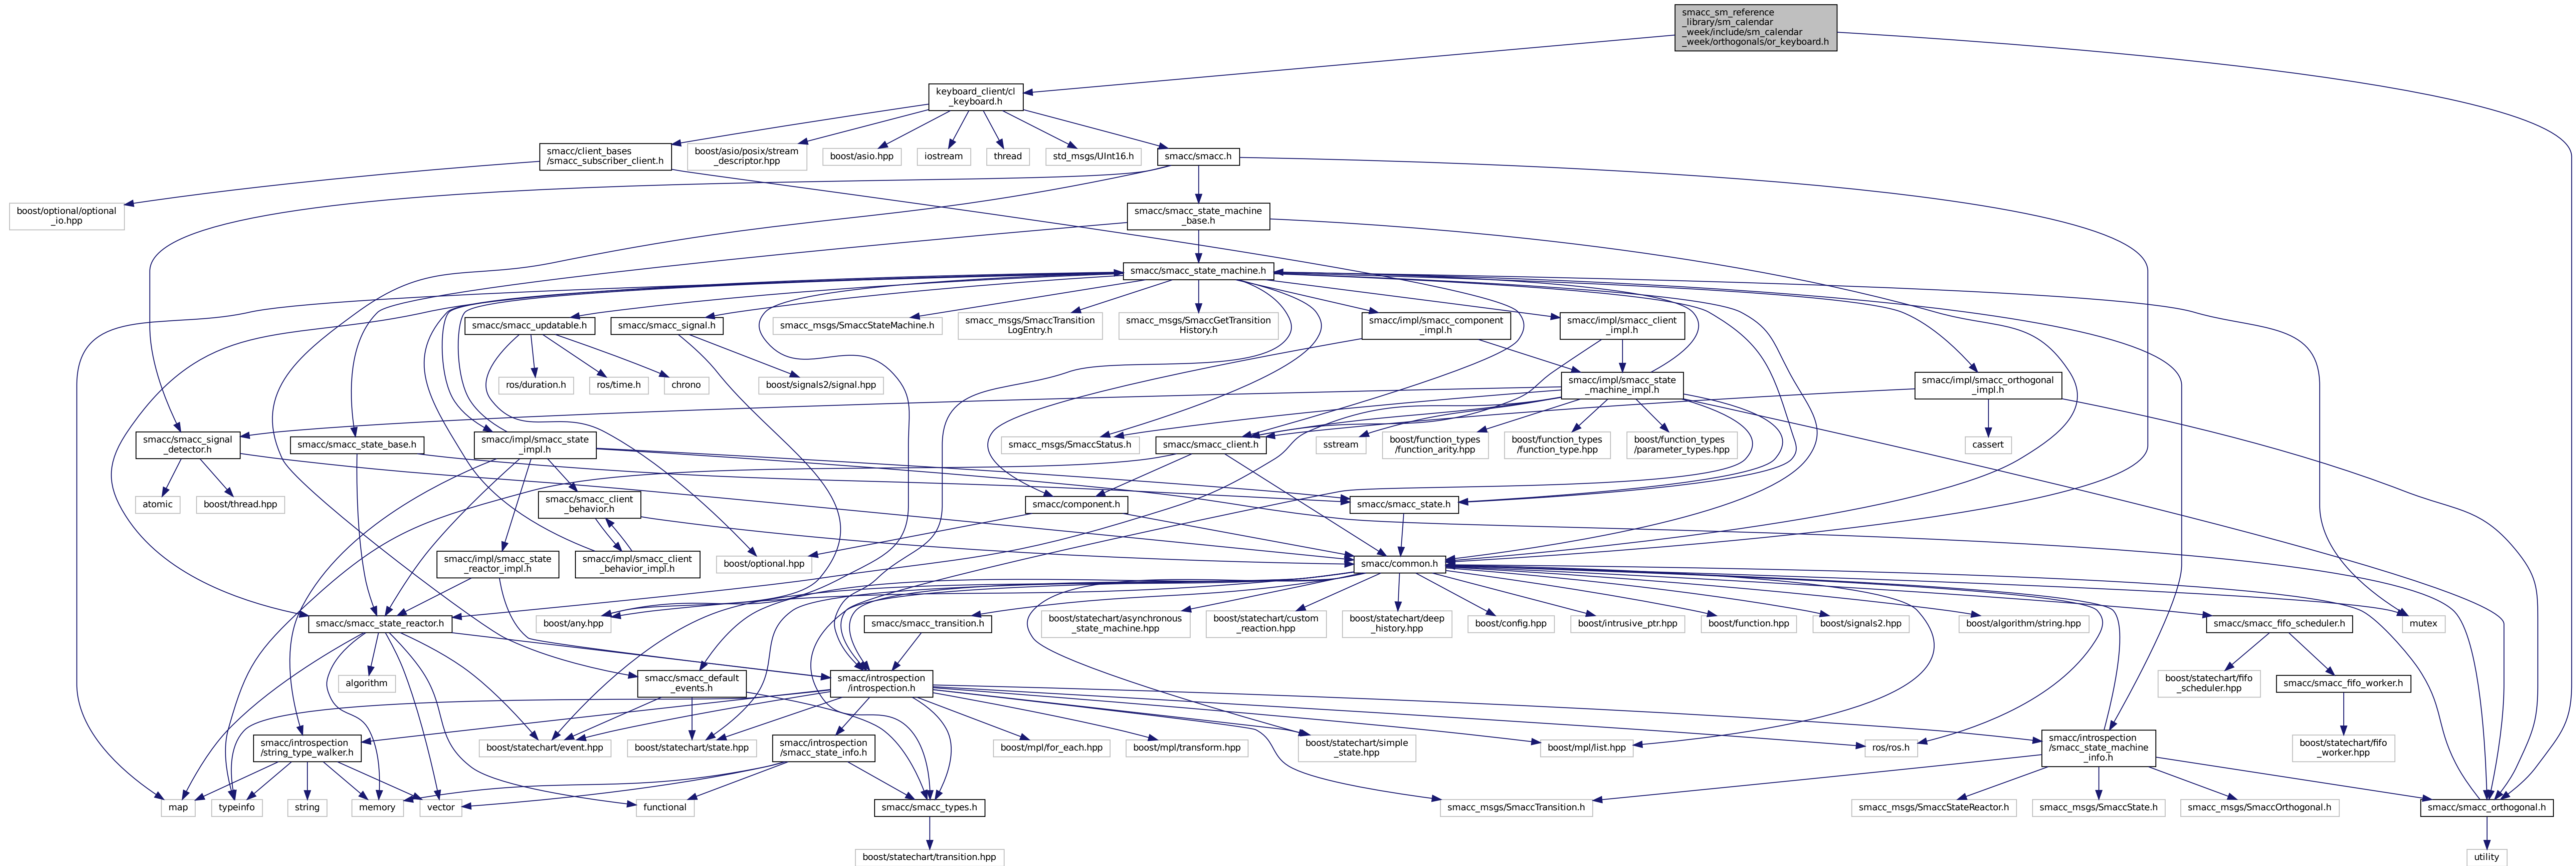 smacc_sm_reference
_library/sm_calendar
_week/include/sm_calendar
_week/orthogonals/or_keyboard.h
keyboard_client/cl
_keyboard.h
smacc/client_bases
/smacc_subscriber_client.h
boost/asio/posix/stream
_descriptor.hpp
boost/asio.hpp
iostream
thread
std_msgs/UInt16.h
smacc/smacc.h
boost/optional/optional
_io.hpp
smacc/smacc_state_machine
_base.h
smacc/smacc_state_machine.h
smacc/smacc_updatable.h
smacc/smacc_signal.h
smacc_msgs/SmaccStateMachine.h
smacc_msgs/SmaccTransition
LogEntry.h
smacc_msgs/SmaccGetTransition
History.h
smacc/impl/smacc_component
_impl.h
smacc/impl/smacc_client
_impl.h
ros/duration.h
ros/time.h
chrono
boost/signals2/signal.hpp
smacc/impl/smacc_state
_machine_impl.h
smacc/impl/smacc_orthogonal
_impl.h
smacc/smacc_signal
_detector.h
smacc/smacc_state_base.h
smacc/impl/smacc_state
_impl.h
smacc_msgs/SmaccStatus.h
smacc/smacc_client.h
sstream
boost/function_types
/function_arity.hpp
boost/function_types
/function_type.hpp
boost/function_types
/parameter_types.hpp
cassert
atomic
boost/thread.hpp
smacc/smacc_client
_behavior.h
smacc/component.h
smacc/smacc_state.h
smacc/impl/smacc_state
_reactor_impl.h
smacc/impl/smacc_client
_behavior_impl.h
boost/optional.hpp
smacc/common.h
smacc/smacc_state_reactor.h
boost/any.hpp
smacc/smacc_transition.h
boost/statechart/asynchronous
_state_machine.hpp
boost/statechart/custom
_reaction.hpp
boost/statechart/deep
_history.hpp
boost/config.hpp
boost/intrusive_ptr.hpp
boost/function.hpp
boost/signals2.hpp
boost/algorithm/string.hpp
smacc/smacc_fifo_scheduler.h
mutex
algorithm
smacc/smacc_default
_events.h
smacc/introspection
/introspection.h
boost/statechart/fifo
_scheduler.hpp
smacc/smacc_fifo_worker.h
smacc/introspection
/string_type_walker.h
boost/statechart/event.hpp
boost/statechart/state.hpp
smacc/introspection
/smacc_state_info.h
boost/mpl/for_each.hpp
boost/mpl/transform.hpp
boost/statechart/simple
_state.hpp
boost/mpl/list.hpp
ros/ros.h
smacc/introspection
/smacc_state_machine
_info.h
boost/statechart/fifo
_worker.hpp
map
typeinfo
string
memory
vector
functional
smacc/smacc_types.h
smacc_msgs/SmaccTransition.h
smacc_msgs/SmaccStateReactor.h
smacc_msgs/SmaccState.h
smacc_msgs/SmaccOrthogonal.h
smacc/smacc_orthogonal.h
boost/statechart/transition.hpp
utility